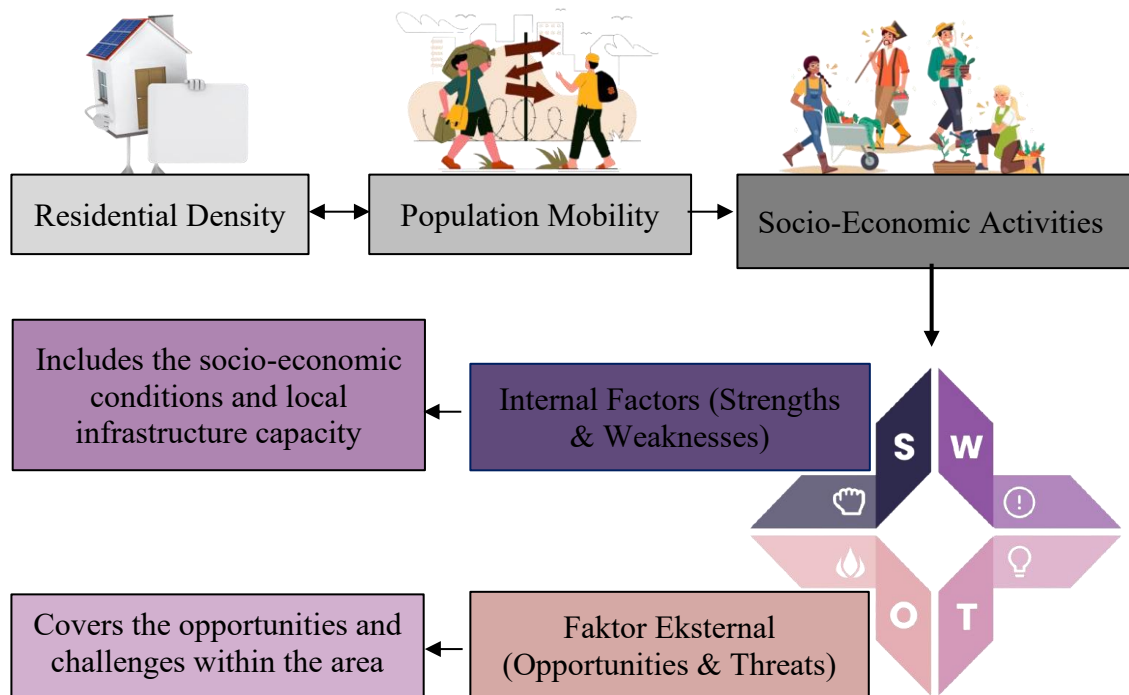 Residential Density
Population Mobility
Socio-Economic Activities
Includes the socio-economic
conditions and local
infrastructure capacity
Internal Factors (Strengths
& Weaknesses)
S
W
Covers the opportunities and
challenges within the area
Faktor Eksternal
(Opportunities & Threats)
O
T